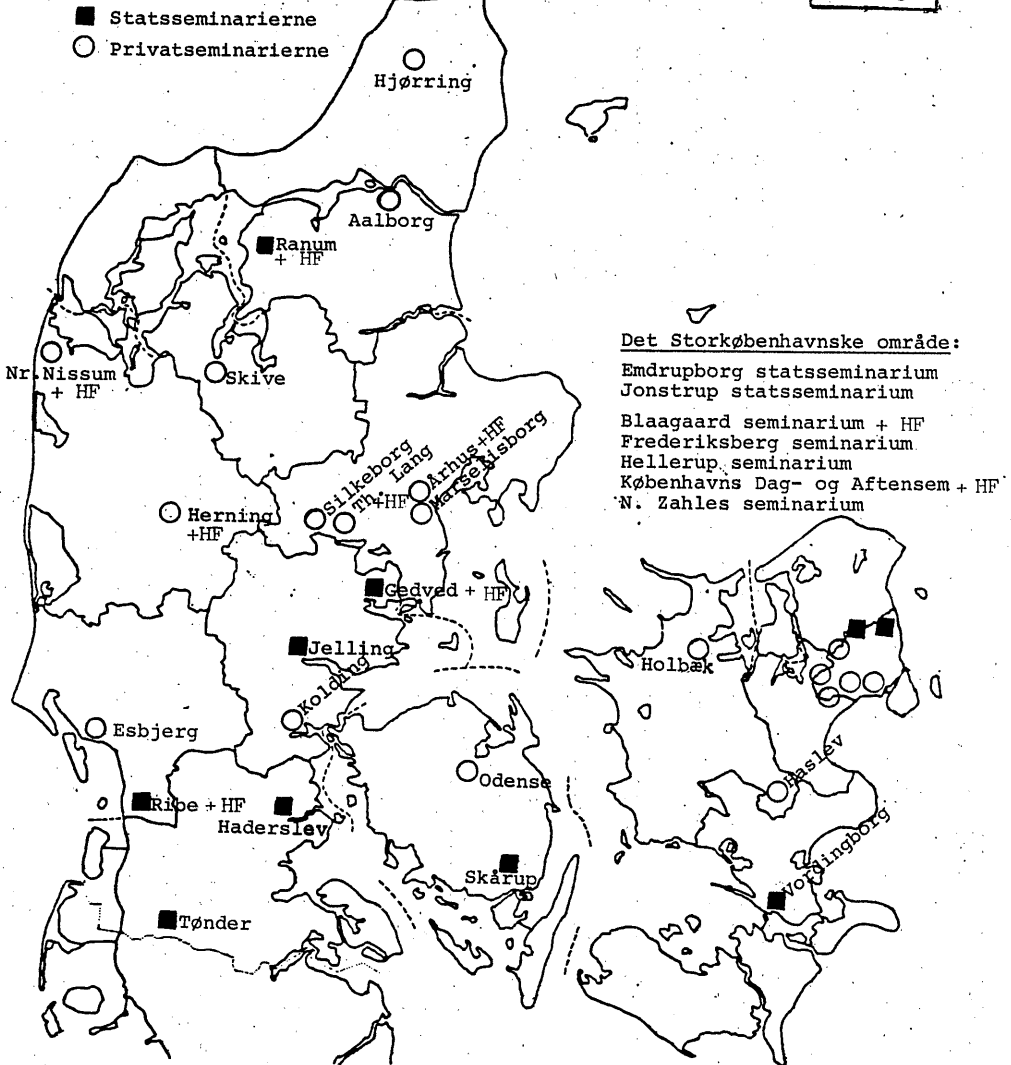 Statsseminarierne
Privatseminarierne
Hjørring
Aalborg
Ranum
+ HF
Nr.Nissum
+ HF
Skive
Det Storkøbenhavnske område:
Emdrupborg statsseminarium
Jonstrup statsseminarium
Blaagaard seminarium + HF
Frederiksberg seminarium
Hellerup seminarium
Københavns Dag- og Aftensem + HF
N. Zahles seminarium
Silkeborg
Th. Lang
+HF
Århus+HF
Marselisborg
Herning
+HF
Gedved + HF
Jelling
Kolding
Holbæk
Esbjerg
Odense
Haslev
Ribe + HF
Haderslev
Skårup
Vordingborg
Tønder